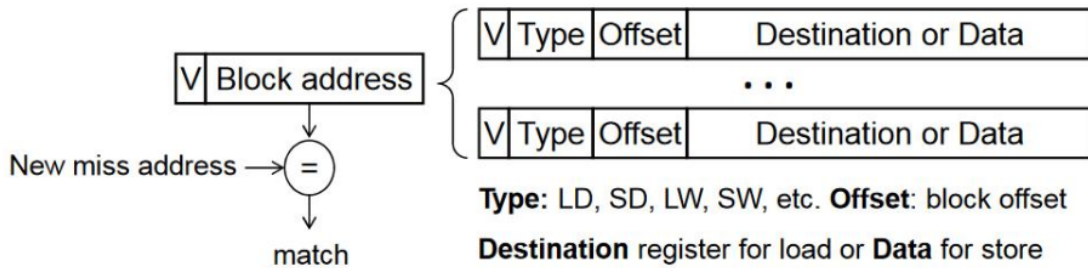 V Type Offset Destination or Data
V Block address
...
V Type Offset Destination or Data
New miss address
=
Type: LD, SD, LW, SW, etc. Offset: block offset
match
Destination register for load or Data for store